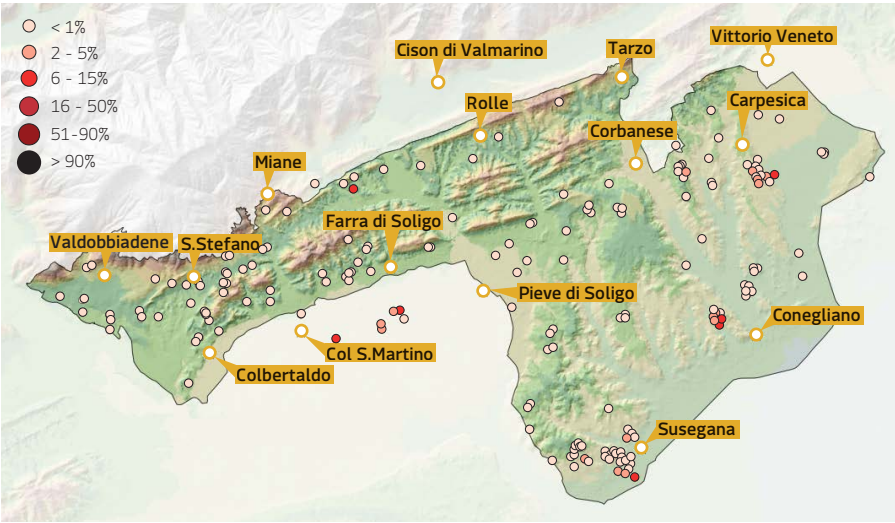 < 1%
2 - 5%
6 - 15%
16 - 50%
51-90%
> 90%
Vittorio Veneto
Cison di Valmarino
Tarzo
Rolle
Carpesica
Corbanese
Miane
Farra di Soligo
Valdobbiadene
S.Stefano
Pieve di Soligo
Conegliano
Col S.Martino
Colbertaldo
Susegana